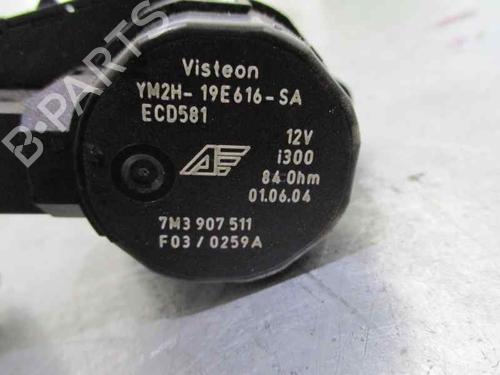 Visteon
YM2H-19E616-SA
ECD581
12V
i300
84 Ohm
01.06.04
7M3 907 511
F03 / 0259A
B-PARTS